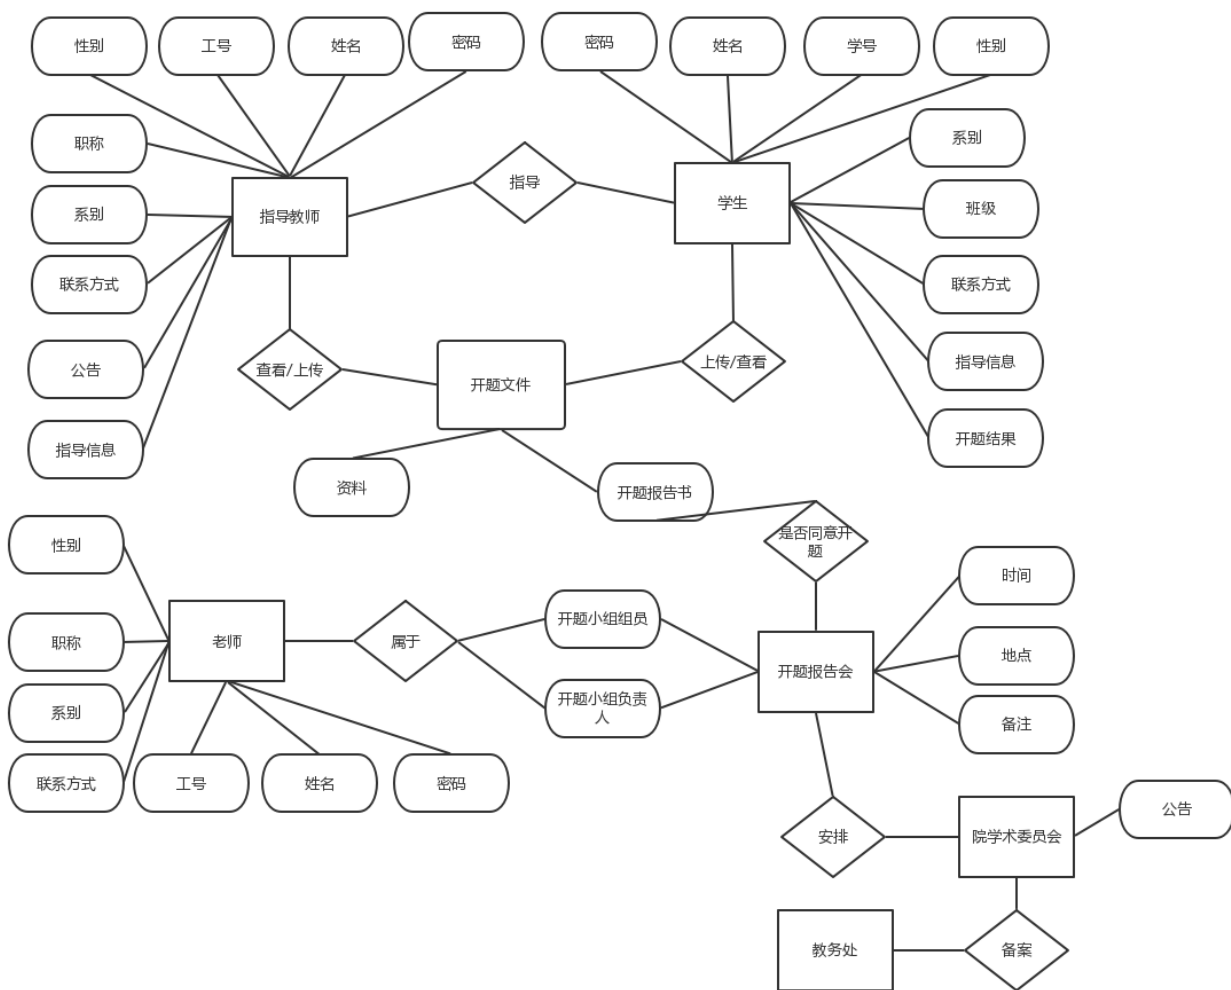 性别
工号
姓名
密码
密码
姓名
学号
性别
职称
系别
指导
系别
联系方式
指导教师
学生
班级
联系方式
公告
查看/上传
开题文件
上传/查看
指导信息
指导信息
开题结果
资料
开题报告书
性别
是否同意开
题
时间
职称
老师
属于
开题小组组员
开题报告会
地点
系别
开题小组负责
人
备注
联系方式
工号
姓名
密码
安排
院学术委员会
公告
教务处
备案